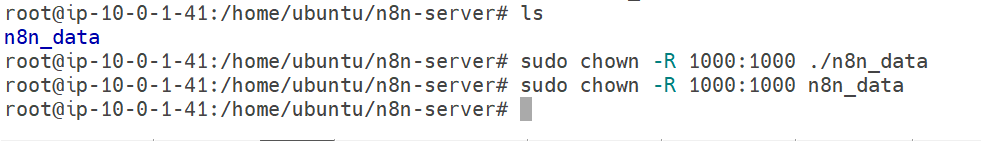 root@ip-10-0-1-41:/home/ubuntu/n8n-server# ls
n8n_data
root@ip-10-0-1-41:/home/ubuntu/n8n-server# sudo chown -R 1000:1000 ./n8n_data
root@ip-10-0-1-41:/home/ubuntu/n8n-server# sudo chown -R 1000:1000 n8n_data
root@ip-10-0-1-41:/home/ubuntu/n8n-server#